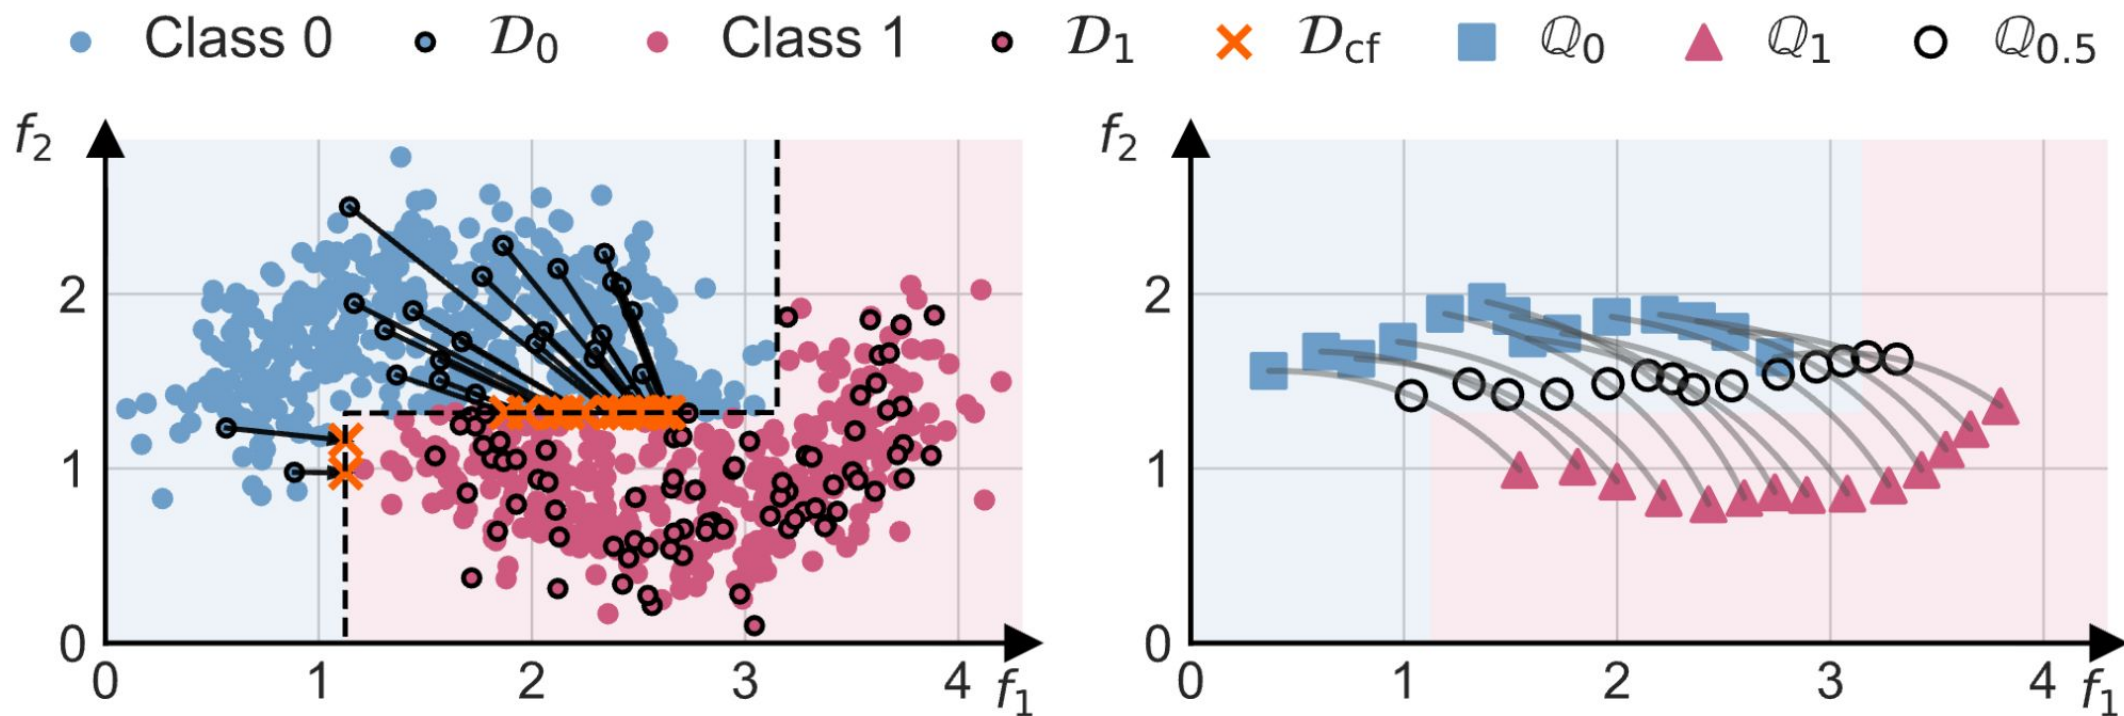 Class 0 𝒟₀ Class 1 𝒟₁ 𝒟cf ℚ₀ ℚ₁ ℚ₀.₅
f₂ f₂
2 2
1 1
0 0
0 1 2 3 4 f₁ 0 1 2 3 4 f₁